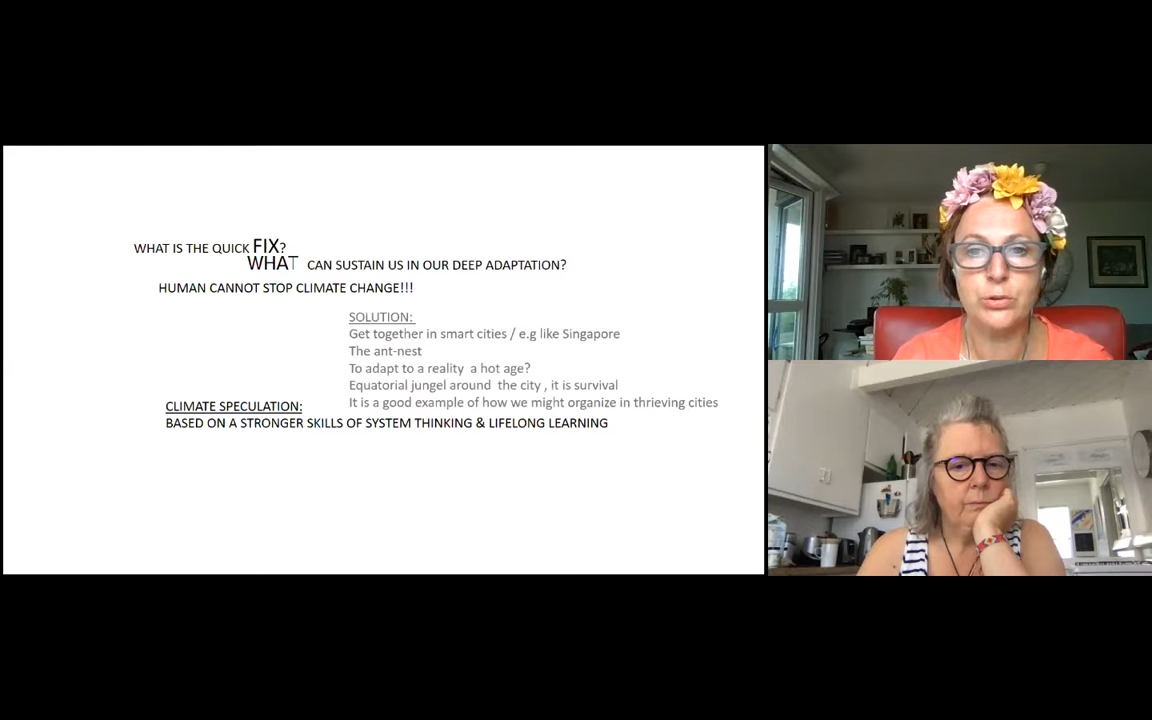 WHAT IS THE QUICK FIX?
WHAT CAN SUSTAIN US IN OUR DEEP ADAPTATION?
HUMAN CANNOT STOP CLIMATE CHANGE!!!
SOLUTION:
Get together in smart cities / e.g like Singapore
The ant-nest
To adapt to a reality a hot age?
Equatorial jungel around the city , it is survival
It is a good example of how we might organize in thrieving cities
CLIMATE SPECULATION:
BASED ON A STRONGER SKILLS OF SYSTEM THINKING & LIFELONG LEARNING